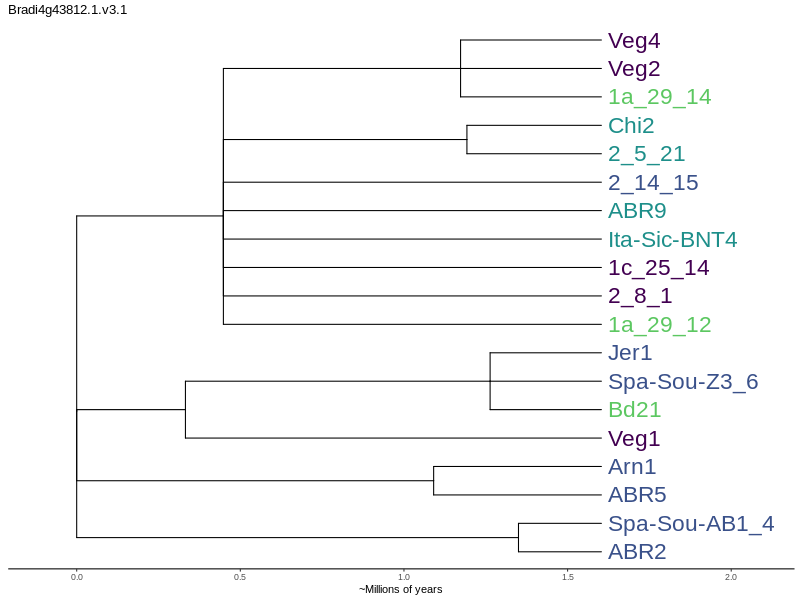 Bradi4g43812.1.v3.1
Veg4
Veg2
1a_29_14
Chi2
2_5_21
2_14_15
ABR9
Ita-Sic-BNT4
1c_25_14
2_8_1
1a_29_12
Jer1
Spa-Sou-Z3_6
Bd21
Veg1
Arn1
ABR5
Spa-Sou-AB1_4
ABR2
0.0 0.5 1.0 1.5 2.0
~Millions of years